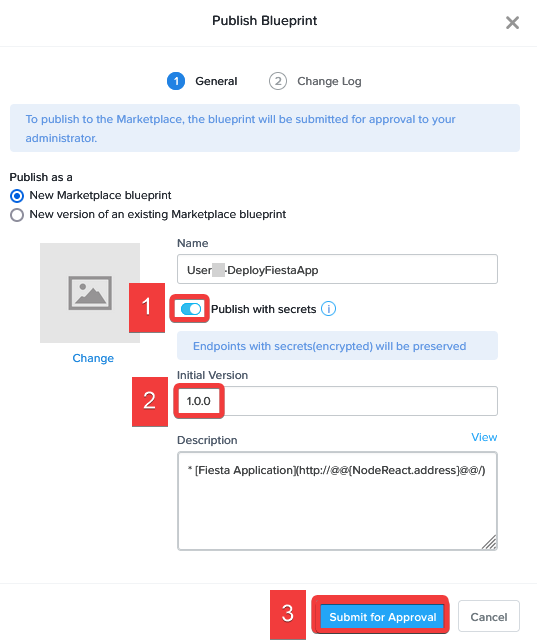 Publish Blueprint
1 General 2 Change Log
To publish to the Marketplace, the blueprint will be submitted for approval to your
administrator.
Publish as a
New Marketplace blueprint
New version of an existing Marketplace blueprint
Name
User -DeployFiestaApp
1 Publish with secrets i
Endpoints with secrets(encrypted) will be preserved
Change
Initial Version
2 1.0.0
Description View
* [Fiesta Application](http://@@{NodeReact.address}@@/)
3 Submit for Approval Cancel